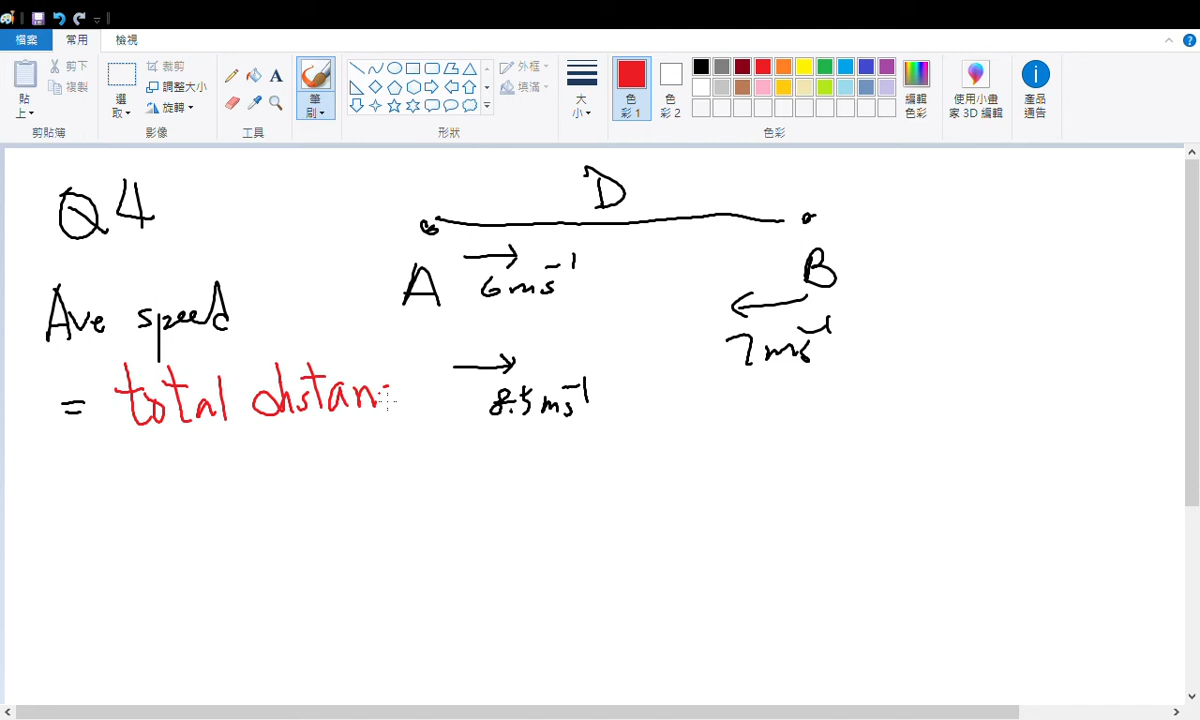 檔案 常用 檢視
貼上 剪下 複製 剪貼簿
選取 裁剪 調整大小 旋轉 影像
A 工具
筆刷
外框 填滿 形狀
大小
色彩1 色彩2 編輯色彩 色彩
使用小畫家 3D 編輯
產品通告
Q4
D
A B
6ms⁻¹
7ms⁻¹
8.5ms⁻¹
Ave speed
= total distan